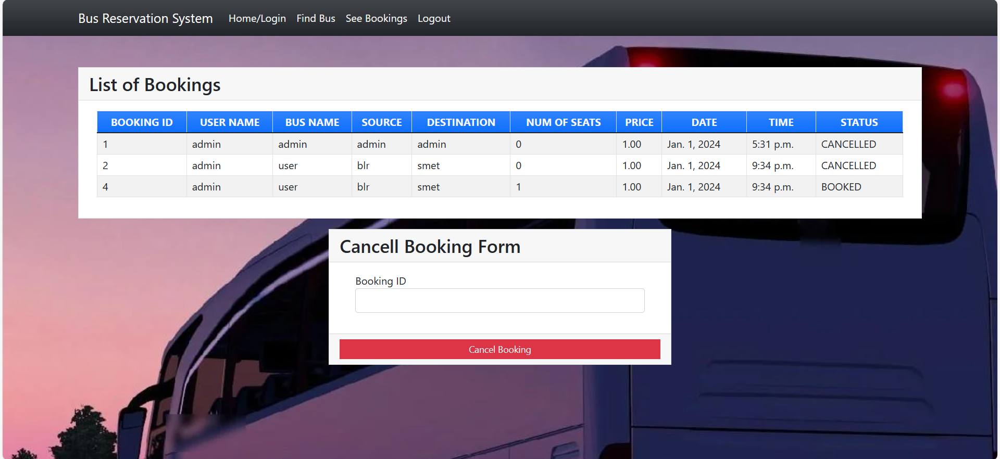 Bus Reservation System Home/Login Find Bus See Bookings Logout
List of Bookings
BOOKING ID USER NAME BUS NAME SOURCE DESTINATION NUM OF SEATS PRICE DATE TIME STATUS
1 admin admin admin admin 0 1.00 Jan. 1, 2024 5:31 p.m. CANCELLED
2 admin user blr smet 0 1.00 Jan. 1, 2024 9:34 p.m. CANCELLED
4 admin user blr smet 1 1.00 Jan. 1, 2024 9:34 p.m. BOOKED
Cancell Booking Form
Booking ID
Cancel Booking